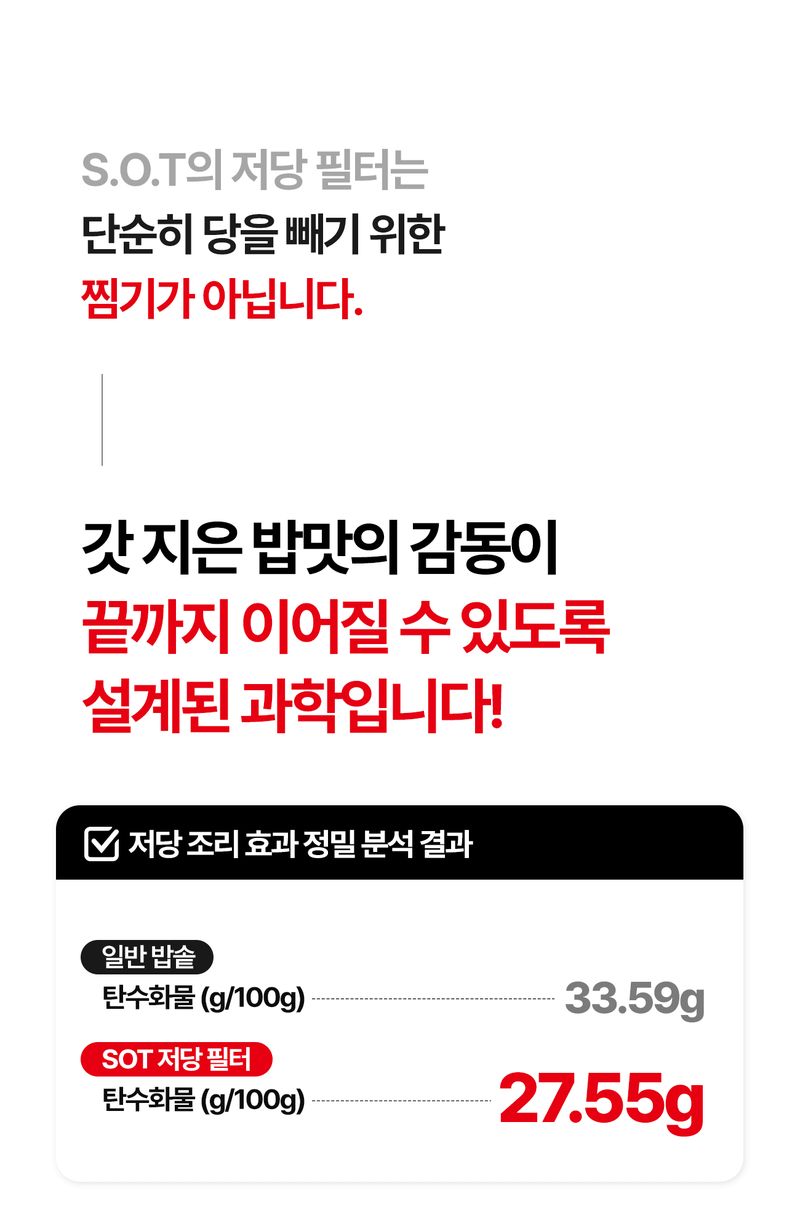 S.O.T의 저당 필터는
단순히 당을 빼기 위한
찜기가 아닙니다.
갓 지은 밥맛의 감동이
끝까지 이어질 수 있도록
설계된 과학입니다!
저당 조리 효과 정밀 분석 결과
일반 밥솥
탄수화물 (g/100g) 33.59g
SOT 저당 필터
탄수화물 (g/100g) 27.55g